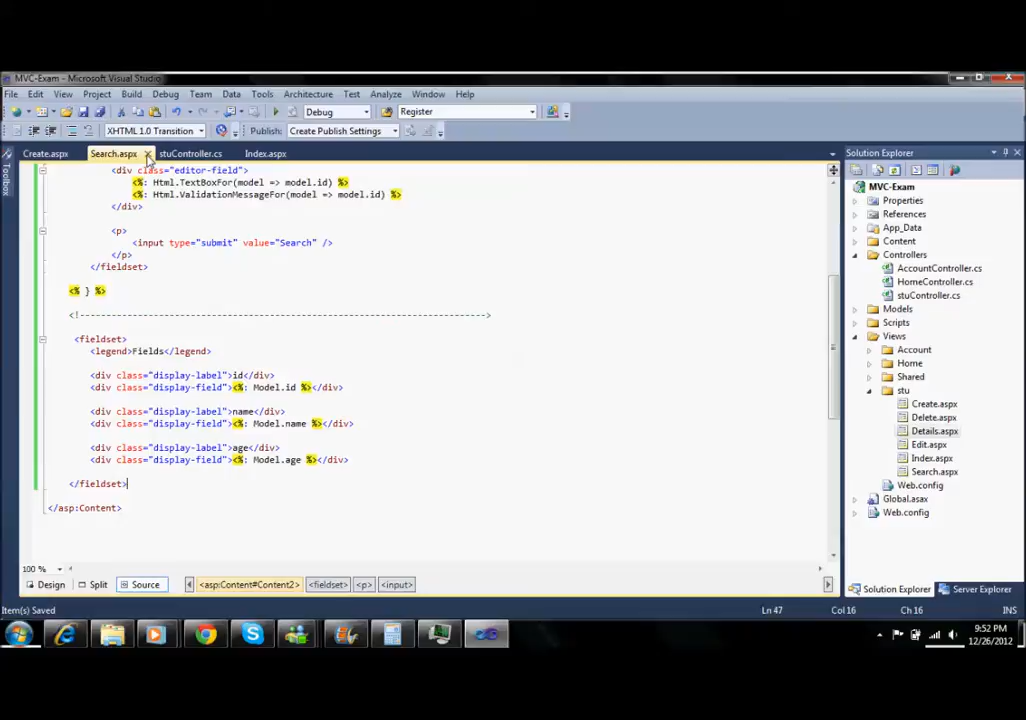 MVC-Exam - Microsoft Visual Studio
File Edit View Project Build Debug Team Data Tools Architecture Test Analyze Window Help
Debug Register
XHTML 1.0 Transition Publish: Create Publish Settings
Create.aspx Search.aspx stuController.cs Index.aspx
Toolbox
<div class="editor-field">
<%: Html.TextBoxFor(model => model.id) %>
<%: Html.ValidationMessageFor(model => model.id) %>
</div>
<p>
<input type="submit" value="Search" />
</p>
</fieldset>
<% } %>
<!----------------------------------------------------------------------------->
<fieldset>
<legend>Fields</legend>
<div class="display-label">id</div>
<div class="display-field"><%: Model.id %></div>
<div class="display-label">name</div>
<div class="display-field"><%: Model.name %></div>
<div class="display-label">age</div>
<div class="display-field"><%: Model.age %></div>
</fieldset>
</asp:Content>
100 %
Design Split Source <asp:Content#Content2> <fieldset> <p> <input>
Solution Explorer
MVC-Exam
Properties
References
App_Data
Content
Controllers
AccountController.cs
HomeController.cs
stuController.cs
Models
Scripts
Views
Account
Home
Shared
stu
Create.aspx
Delete.aspx
Details.aspx
Edit.aspx
Index.aspx
Search.aspx
Web.config
Global.asax
Web.config
Solution Explorer Server Explorer
Item(s) Saved Ln 47 Col 16 Ch 16 INS
9:52 PM
12/26/2012